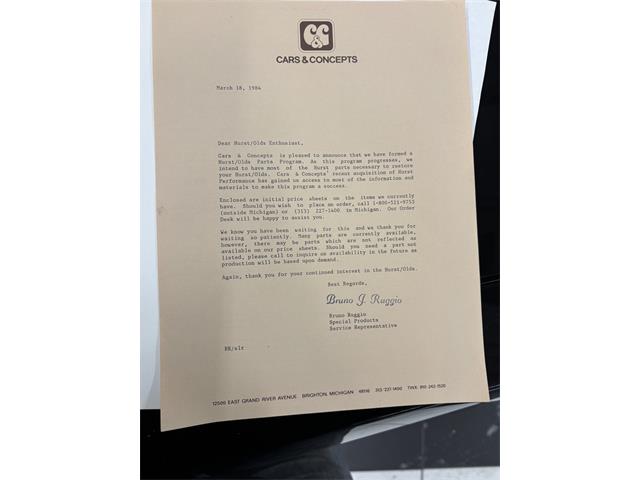 C&C
CARS & CONCEPTS
March 18, 1984
Dear Hurst/Olds Enthusiast,
Cars & Concepts is pleased to announce that we have formed a
Hurst/Olds Parts Program. As this program progresses, we
intend to have most of the Hurst parts necessary to restore
your Hurst/Olds. Cars & Concepts' recent acquisition of Hurst
Performance has gained us access to most of the information and
materials to make this program a success.
Enclosed are initial price sheets on the items we currently
have. Should you wish to place an order, call 1-800-521-9753
(outside Michigan) or (313) 227-1400 in Michigan. Our Order
Desk will be happy to assist you.
We know you have been waiting for this and we thank you for
waiting so patiently. Many parts are currently available,
however, there may be parts which are not reflected as
available on our price sheets. Should you need a part not
listed, please call to inquire on availability in the future as
production will be based upon demand.
Again, thank you for your continued interest in the Hurst/Olds.
Best Regards,
Bruno J. Ruggio
Bruno Ruggio
Special Products
Service Representative
BR/slr
12500 EAST GRAND RIVER AVENUE BRIGHTON, MICHIGAN 48116 313/227-1400 TWX: 810-242-1520